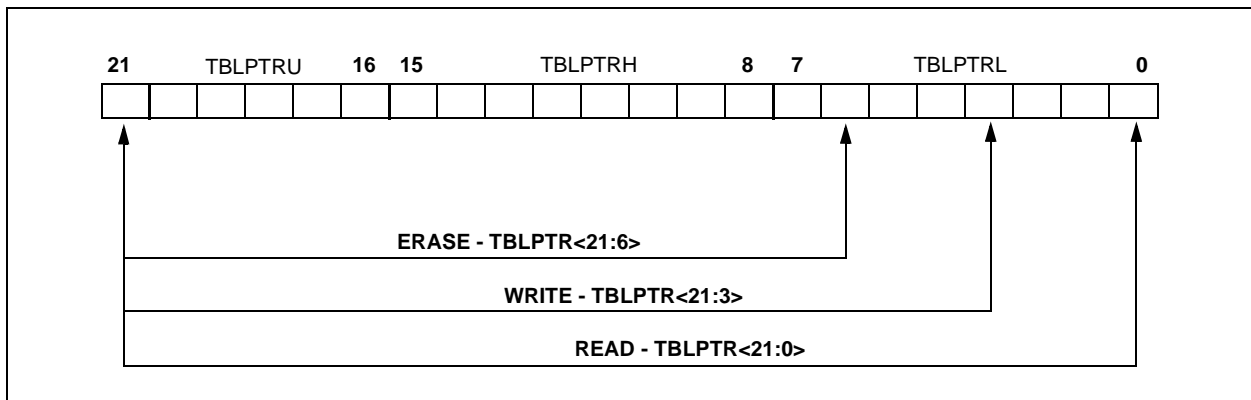 21 TBLPTRU 16 15 TBLPTRH 8 7 TBLPTRL 0
ERASE - TBLPTR<21:6>
WRITE - TBLPTR<21:3>
READ - TBLPTR<21:0>